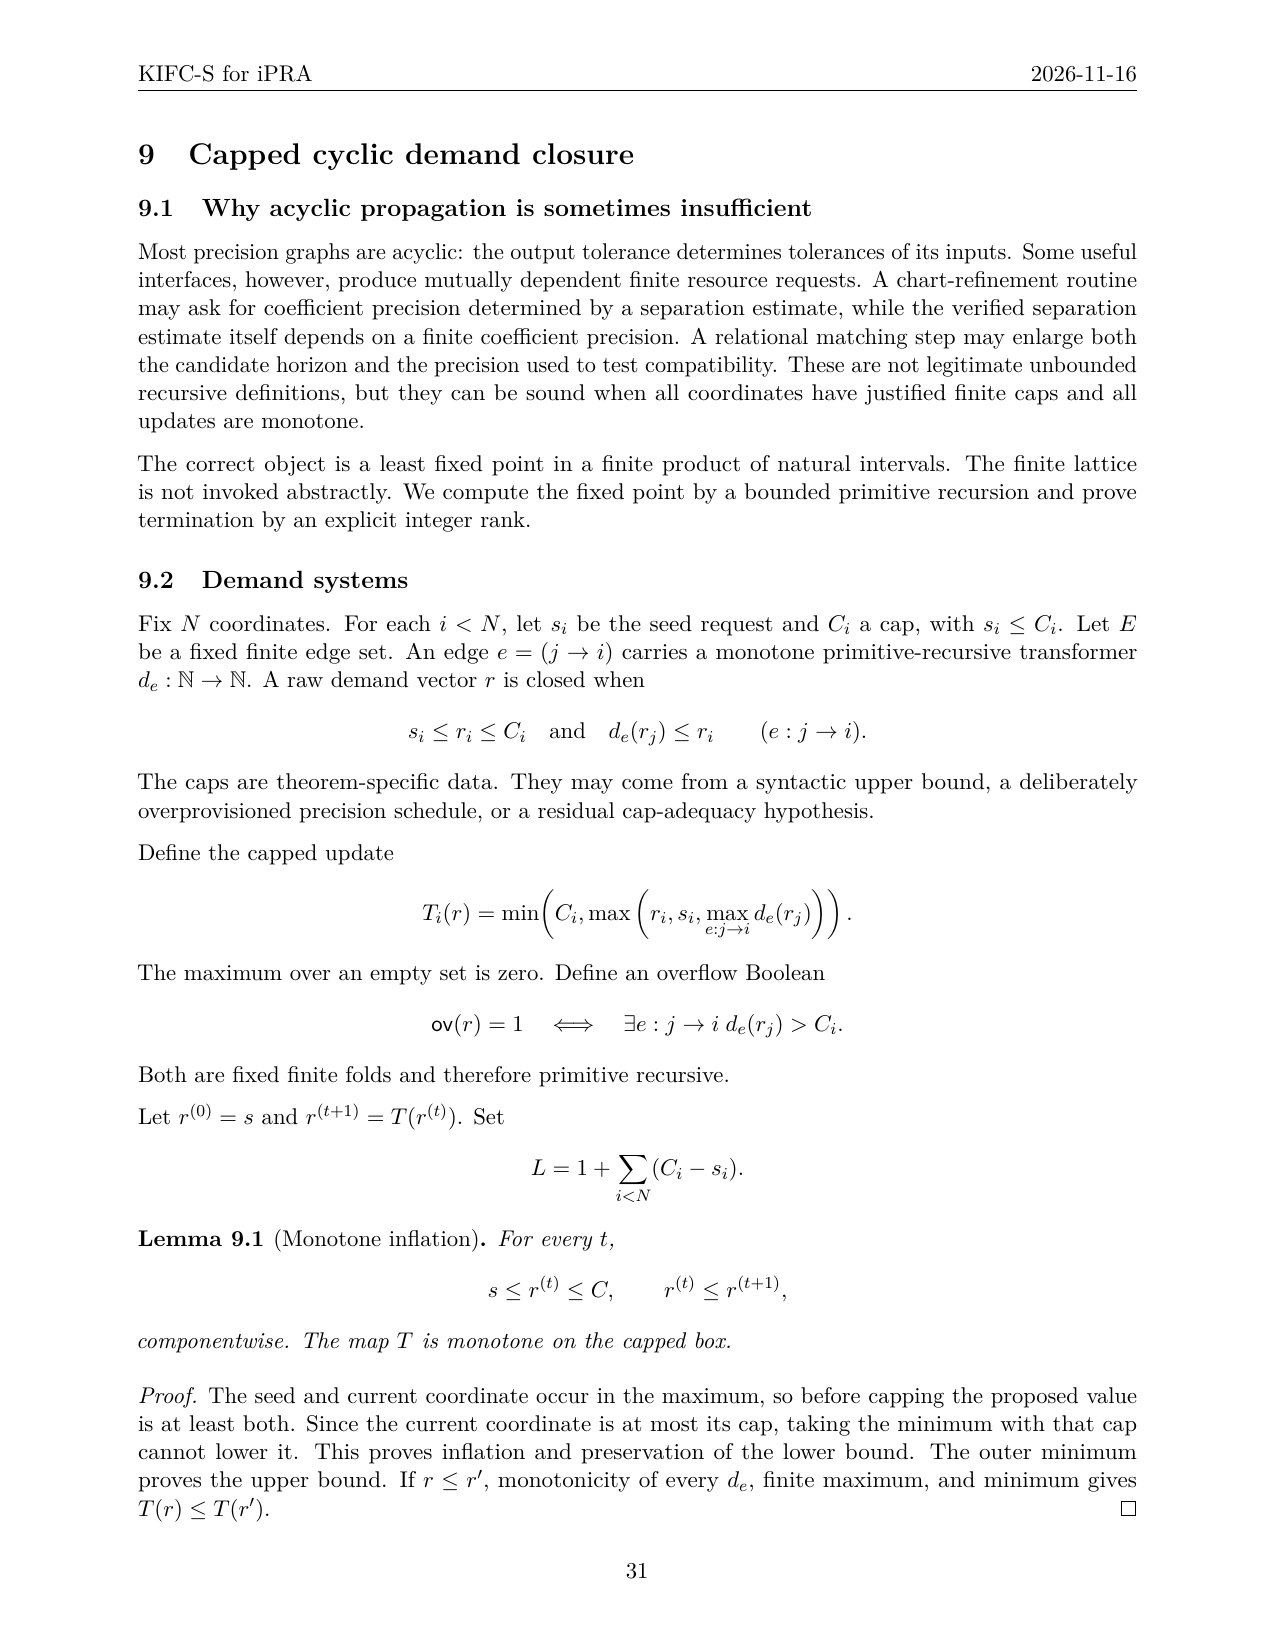 KIFC-S for iPRA 2026-11-16
9 Capped cyclic demand closure
9.1 Why acyclic propagation is sometimes insufficient
Most precision graphs are acyclic: the output tolerance determines tolerances of its inputs. Some useful
interfaces, however, produce mutually dependent finite resource requests. A chart-refinement routine
may ask for coefficient precision determined by a separation estimate, while the verified separation
estimate itself depends on a finite coefficient precision. A relational matching step may enlarge both
the candidate horizon and the precision used to test compatibility. These are not legitimate unbounded
recursive definitions, but they can be sound when all coordinates have justified finite caps and all
updates are monotone.
The correct object is a least fixed point in a finite product of natural intervals. The finite lattice
is not invoked abstractly. We compute the fixed point by a bounded primitive recursion and prove
termination by an explicit integer rank.
9.2 Demand systems
Fix N coordinates. For each i < N, let s_i be the seed request and C_i a cap, with s_i ≤ C_i. Let E
be a fixed finite edge set. An edge e = (j → i) carries a monotone primitive-recursive transformer
d_e : ℕ → ℕ. A raw demand vector r is closed when
s_i ≤ r_i ≤ C_i and d_e(r_j) ≤ r_i (e : j → i).
The caps are theorem-specific data. They may come from a syntactic upper bound, a deliberately
overprovisioned precision schedule, or a residual cap-adequacy hypothesis.
Define the capped update
T_i(r) = min(C_i, max(r_i, s_i, max_{e:j→i} d_e(r_j))).
The maximum over an empty set is zero. Define an overflow Boolean
ov(r) = 1 ⟺ ∃e : j → i d_e(r_j) > C_i.
Both are fixed finite folds and therefore primitive recursive.
Let r^{(0)} = s and r^{(t+1)} = T(r^{(t)}). Set
L = 1 + ∑_{i<N} (C_i − s_i).
Lemma 9.1 (Monotone inflation). For every t,
s ≤ r^{(t)} ≤ C, r^{(t)} ≤ r^{(t+1)},
componentwise. The map T is monotone on the capped box.
Proof. The seed and current coordinate occur in the maximum, so before capping the proposed value
is at least both. Since the current coordinate is at most its cap, taking the minimum with that cap
cannot lower it. This proves inflation and preservation of the lower bound. The outer minimum
proves the upper bound. If r ≤ r′, monotonicity of every d_e, finite maximum, and minimum gives
T(r) ≤ T(r′). □
31